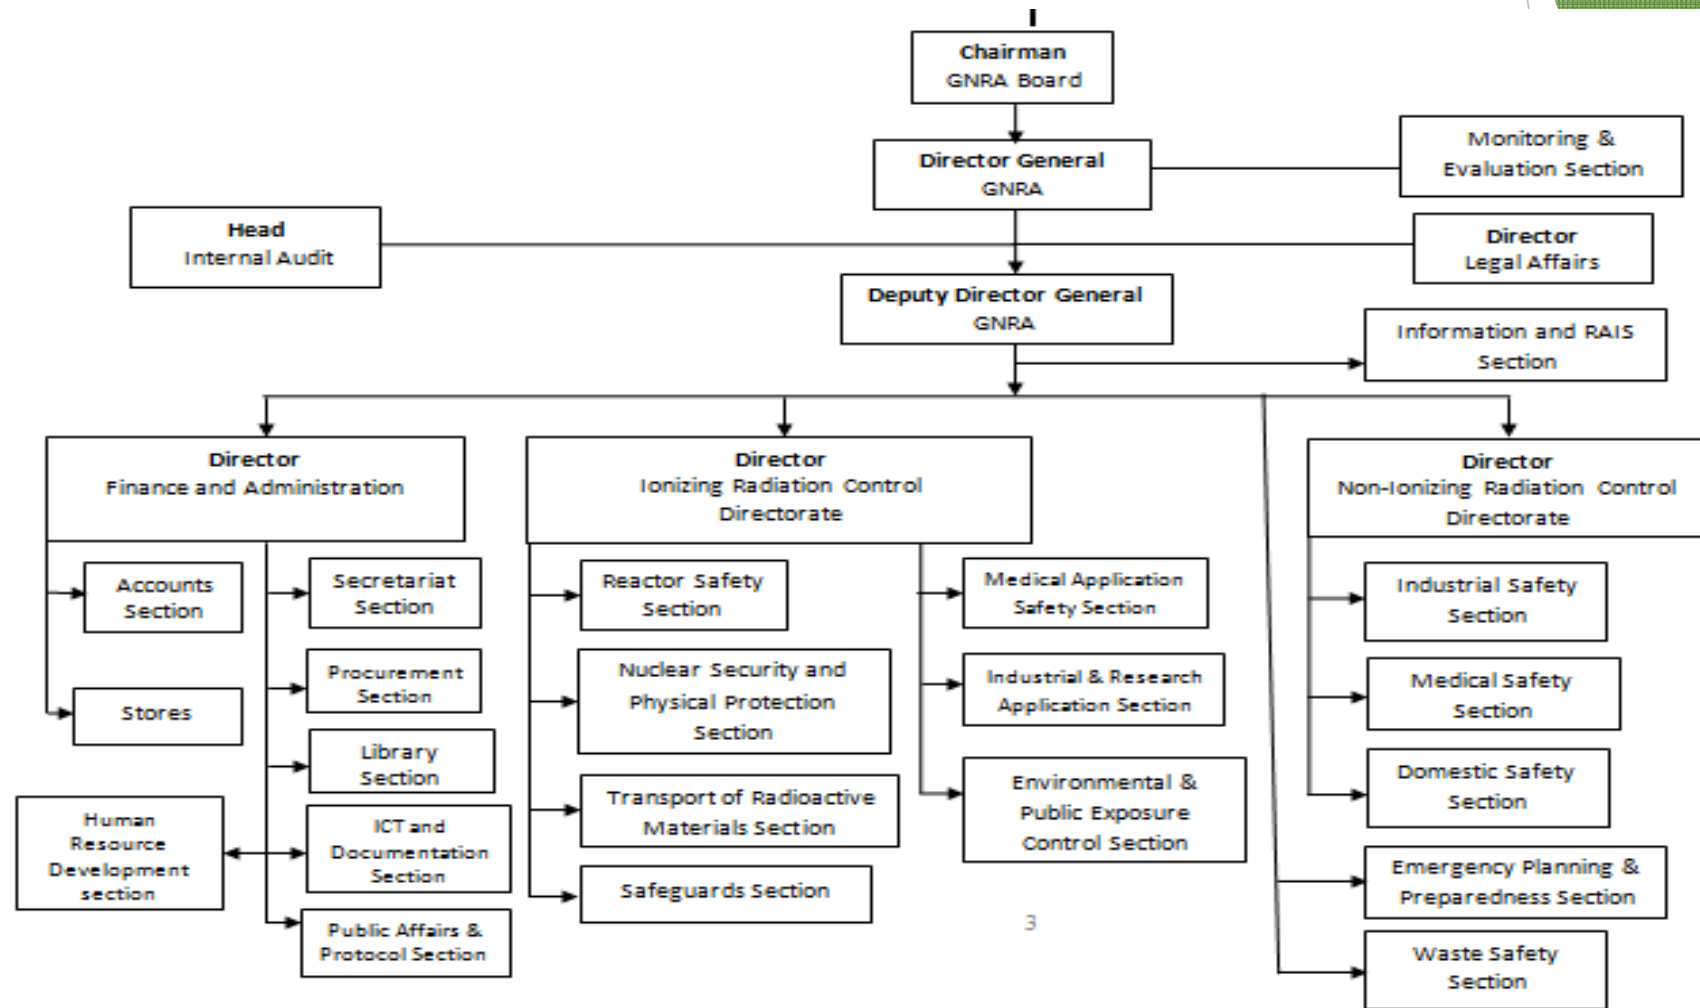 Chairman
GNRA Board
Director General
GNRA
Monitoring &
Evaluation Section
Head
Internal Audit
Director
Legal Affairs
Deputy Director General
GNRA
Information and RAIS
Section
Director
Finance and Administration
Director
Ionizing Radiation Control
Directorate
Director
Non-Ionizing Radiation Control
Directorate
Accounts
Section
Stores
Human
Resource
Development
section
Secretariat
Section
Procurement
Section
Library
Section
ICT and
Documentation
Section
Public Affairs &
Protocol Section
Reactor Safety
Section
Nuclear Security and
Physical Protection
Section
Transport of Radioactive
Materials Section
Safeguards Section
Medical Application
Safety Section
Industrial & Research
Application Section
Environmental &
Public Exposure
Control Section
Industrial Safety
Section
Medical Safety
Section
Domestic Safety
Section
Emergency Planning &
Preparedness Section
Waste Safety
Section
3